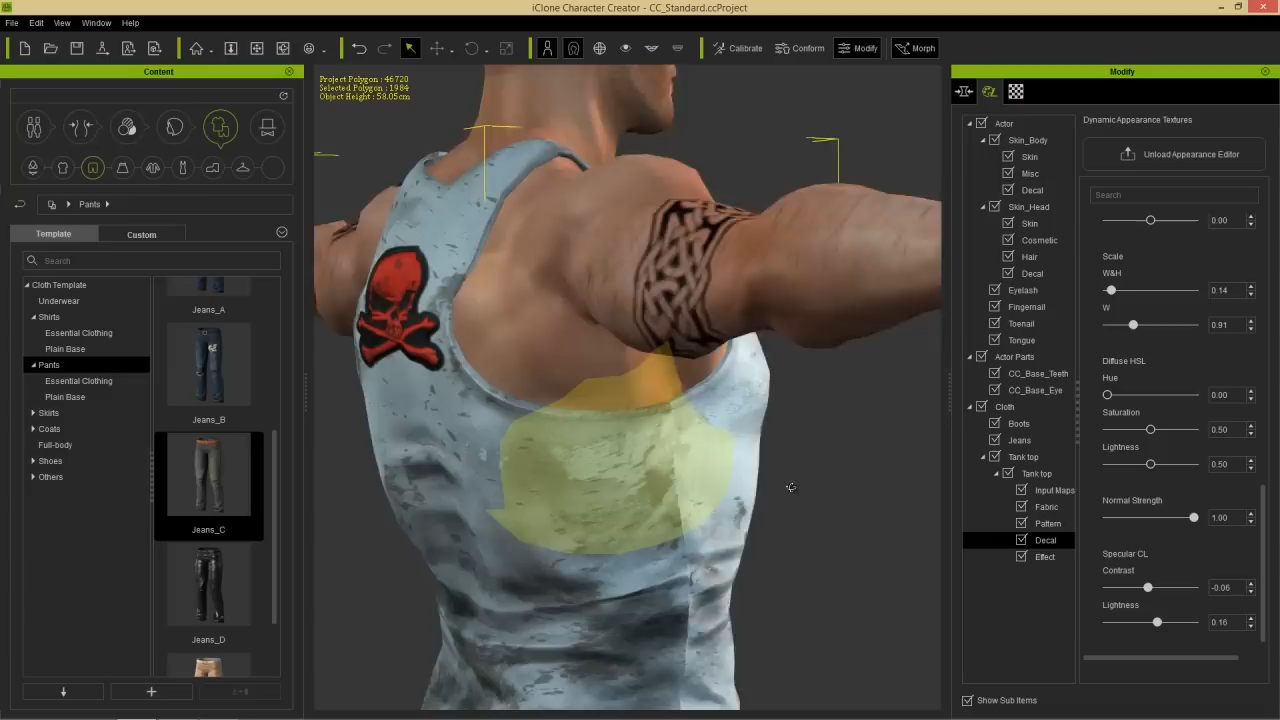 iClone Character Creator - CC_Standard.ccProject
File Edit View Window Help
Calibrate Conform Modify Morph
Content
Pants
Template Custom
Search
Cloth Template
Underwear
Shirts
Essential Clothing
Plain Base
Pants
Essential Clothing
Plain Base
Skirts
Coats
Full-body
Shoes
Others
Jeans_A
Jeans_B
Jeans_C
Jeans_D
Project Polygon : 46720
Selected Polygon : 1984
Object Height : 58.05cm
Modify
Actor
Skin_Body
Skin
Misc
Decal
Skin_Head
Skin
Cosmetic
Hair
Decal
Eyelash
Fingernail
Toenail
Tongue
Actor Parts
CC_Base_Teeth
CC_Base_Eye
Cloth
Boots
Jeans
Tank top
Tank top
Input Maps
Fabric
Pattern
Decal
Effect
Show Sub Items
Dynamic Appearance Textures
Unload Appearance Editor
Search
0.00
Scale
W&H
0.14
W
0.91
Diffuse HSL
Hue
0.00
Saturation
0.50
Lightness
0.50
Normal Strength
1.00
Specular CL
Contrast
-0.06
Lightness
0.16